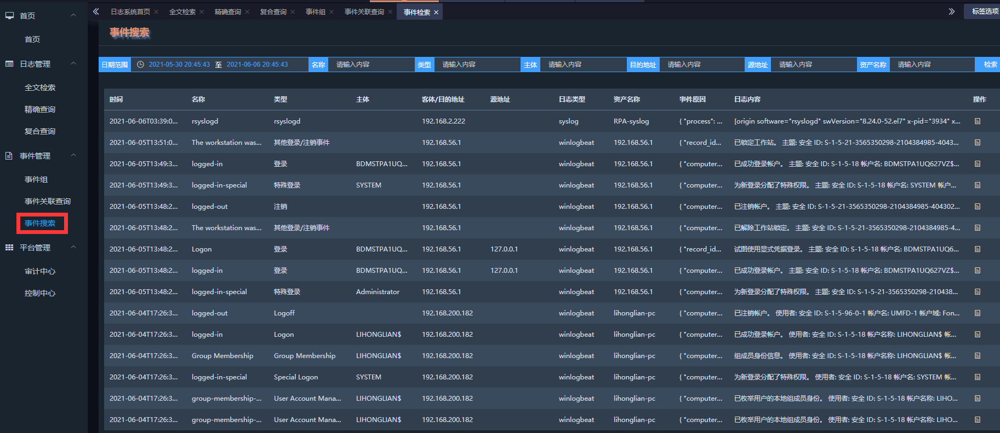 首页
首页
日志管理
全文检索
精确查询
复合查询
事件管理
事件组
事件关联查询
事件搜索
平台管理
审计中心
控制中心
日志系统首页 × 全文检索 × 精确查询 × 复合查询 × 事件组 × 事件关联查询 × 事件检索 × 标签选项
事件搜索
日期范围 2021-05-30 20:45:43 至 2021-06-06 20:45:43 名称 请输入内容 类型 请输入内容 主体 请输入内容 目的地址 请输入内容 源地址 请输入内容 资产名称 请输入内容 检索
时间 名称 类型 主体 客体/目的地址 源地址 日志类型 资产名称 事件原因 日志内容 操作
2021-06-06T03:39:0... rsyslogd rsyslogd 192.168.2.222 syslog RPA-syslog { "process": ... [origin software="rsyslogd" swVersion="8.24.0-52.el7" x-pid="3934" x...
2021-06-05T13:51:0... The workstation was... 其他登录/注销事件 192.168.56.1 winlogbeat 192.168.56.1 { "record_id... 已锁定工作站。 主题: 安全 ID: S-1-5-21-3565350298-2104384985-4043...
2021-06-05T13:49:3... logged-in 登录 BDMSTPA1UQ... 192.168.56.1 winlogbeat 192.168.56.1 { "computer... 已成功登录帐户。 主题: 安全 ID: S-1-5-18 帐户名: BDMSTPA1UQ627VZ$...
2021-06-05T13:49:3... logged-in-special 特殊登录 SYSTEM 192.168.56.1 winlogbeat 192.168.56.1 { "computer... 为新登录分配了特殊权限。 主题: 安全 ID: S-1-5-18 帐户名: SYSTEM 帐户...
2021-06-05T13:48:2... logged-out 注销 192.168.56.1 winlogbeat 192.168.56.1 { "computer... 已注销帐户。 主题: 安全 ID: S-1-5-21-3565350298-2104384985-404302...
2021-06-05T13:48:2... The workstation was... 其他登录/注销事件 192.168.56.1 winlogbeat 192.168.56.1 { "computer... 已解除工作站锁定。 主题: 安全 ID: S-1-5-21-3565350298-2104384985-4...
2021-06-05T13:48:2... Logon 登录 BDMSTPA1UQ... 192.168.56.1 127.0.0.1 winlogbeat 192.168.56.1 { "record_id... 试图使用显式凭据登录。 主题: 安全 ID: S-1-5-18 帐户名: BDMSTPA1UQ6...
2021-06-05T13:48:2... logged-in 登录 BDMSTPA1UQ... 192.168.56.1 127.0.0.1 winlogbeat 192.168.56.1 { "computer... 已成功登录帐户。 主题: 安全 ID: S-1-5-18 帐户名: BDMSTPA1UQ627VZ$...
2021-06-05T13:48:2... logged-in-special 特殊登录 Administrator 192.168.56.1 winlogbeat 192.168.56.1 { "computer... 为新登录分配了特殊权限。 主题: 安全 ID: S-1-5-21-3565350298-210438...
2021-06-04T17:26:3... logged-out Logoff 192.168.200.182 winlogbeat lihonglian-pc { "computer... 已注销帐户。 使用者: 安全 ID: S-1-5-96-0-1 帐户名: UMFD-1 帐户域: Fon...
2021-06-04T17:26:3... logged-in Logon LIHONGLIAN$ 192.168.200.182 winlogbeat lihonglian-pc { "computer... 已成功登录帐户。 使用者: 安全 ID: S-1-5-18 帐户名称: LIHONGLIAN$ 帐...
2021-06-04T17:26:3... Group Membership Group Membership LIHONGLIAN$ 192.168.200.182 winlogbeat lihonglian-pc { "computer... 组成员身份信息。 使用者: 安全 ID: S-1-5-18 帐户名称: LIHONGLIAN$ 帐...
2021-06-04T17:26:3... logged-in-special Special Logon SYSTEM 192.168.200.182 winlogbeat lihonglian-pc { "computer... 为新登录分配了特殊权限。 使用者: 安全 ID: S-1-5-18 帐户名: SYSTEM 帐...
2021-06-04T17:26:3... group-membership-... User Account Mana... LIHONGLIAN$ 192.168.200.182 winlogbeat lihonglian-pc { "computer... 已枚举用户的本地组成员身份。 使用者: 安全 ID: S-1-5-18 帐户名称: LIHO...
2021-06-04T17:26:3... group-membership-... User Account Mana... LIHONGLIAN$ 192.168.200.182 winlogbeat lihonglian-pc { "computer... 已枚举用户的本地组成员身份。 使用者: 安全 ID: S-1-5-18 帐户名称: LIHO...